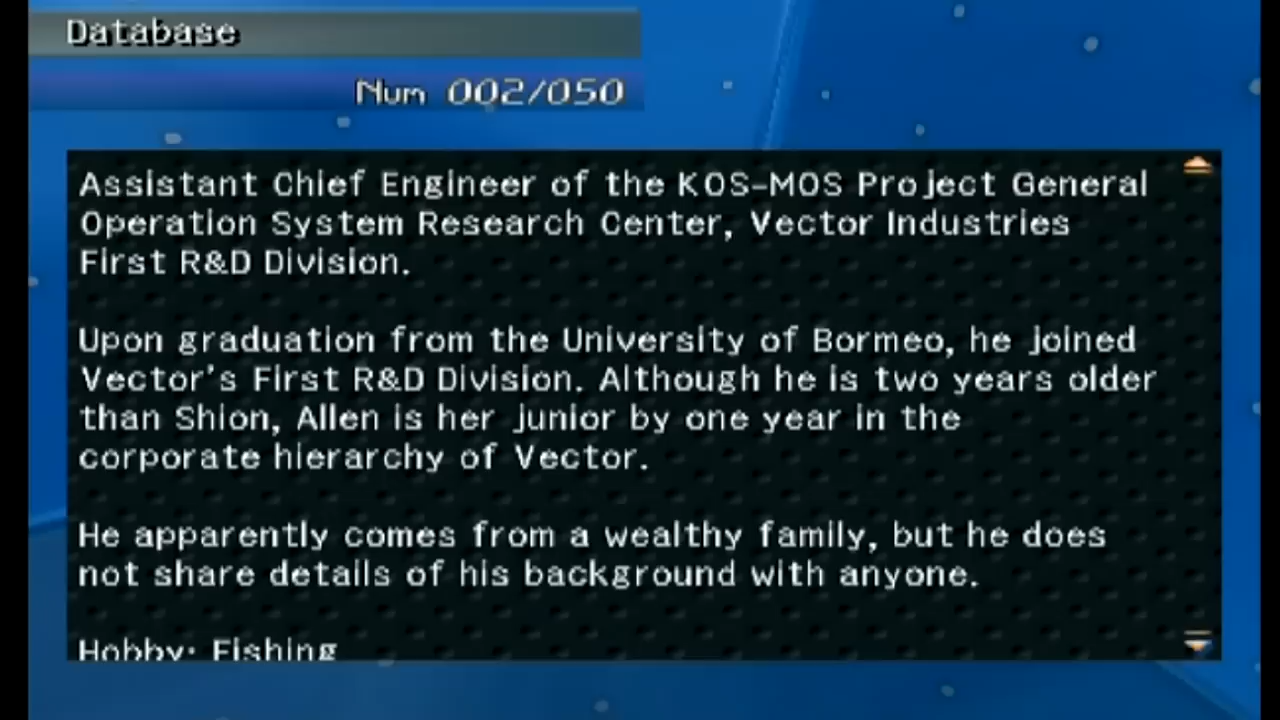 Database
Num 002/050
Assistant Chief Engineer of the KOS-MOS Project General
Operation System Research Center, Vector Industries
First R&D Division.
Upon graduation from the University of Bormeo, he joined
Vector's First R&D Division. Although he is two years older
than Shion, Allen is her junior by one year in the
corporate hierarchy of Vector.
He apparently comes from a wealthy family, but he does
not share details of his background with anyone.
Hobby: Fishing